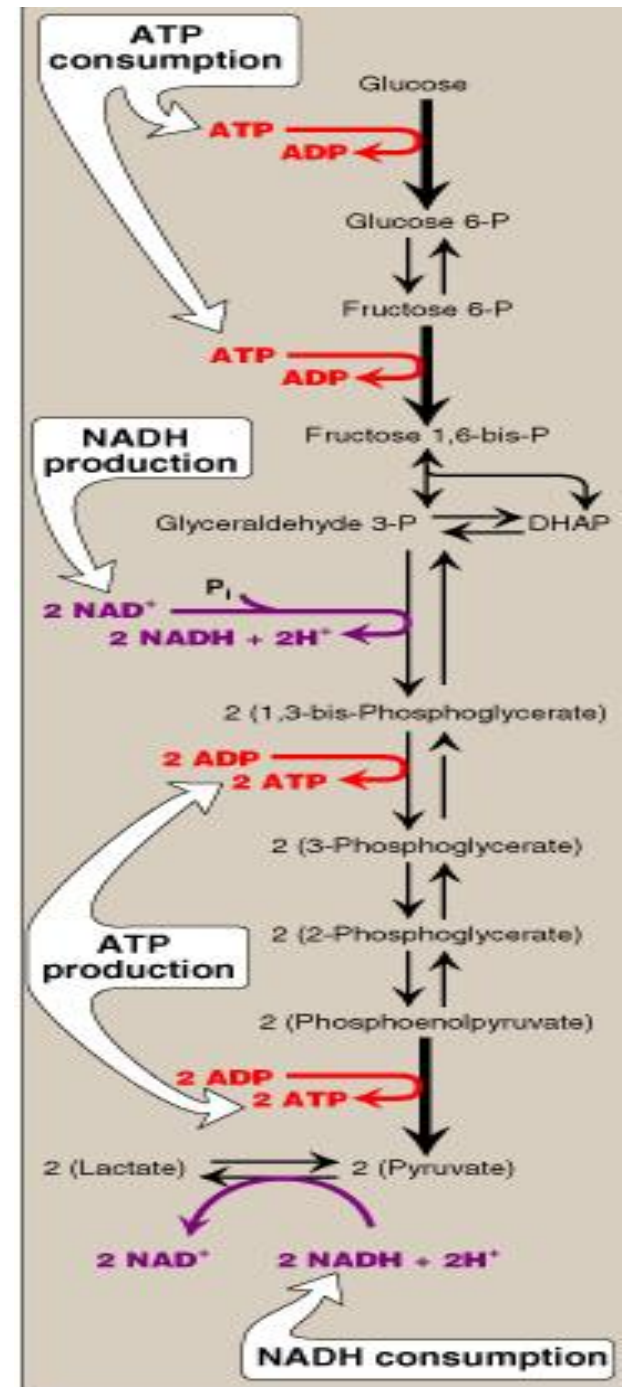 ATP
consumption
Glucose
ATP
ADP
Glucose 6-P
Fructose 6-P
ATP
ADP
Fructose 1,6-bis-P
NADH
production
Glyceraldehyde 3-P
DHAP
Pi
2 NAD⁺
2 NADH + 2H⁺
2 (1,3-bis-Phosphoglycerate)
2 ADP
2 ATP
2 (3-Phosphoglycerate)
ATP
production
2 (2-Phosphoglycerate)
2 (Phosphoenolpyruvate)
2 ADP
2 ATP
2 (Lactate)
2 (Pyruvate)
2 NAD⁺
2 NADH + 2H⁺
NADH consumption